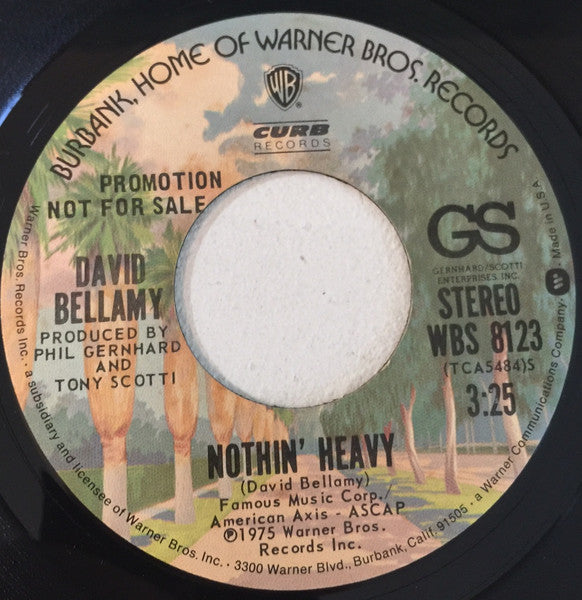 BURBANK, HOME OF WARNER BROS. RECORDS
WB ®
CURB
RECORDS
PROMOTION
NOT FOR SALE
DAVID
BELLAMY
PRODUCED BY
PHIL GERNHARD
AND
TONY SCOTTI
GS
GERNHARD/SCOTTI
ENTERPRISES, INC.
STEREO
WBS 8123
(TCA5484)S
3:25
NOTHIN' HEAVY
(David Bellamy)
Famous Music Corp./
American Axis - ASCAP
℗1975 Warner Bros.
Records Inc.
Warner Bros. Records Inc. · a subsidiary and licensee of Warner Bros. Inc. · 3300 Warner Blvd., Burbank, Calif. 91505 · a Warner Communications Company · Made in U.S.A.